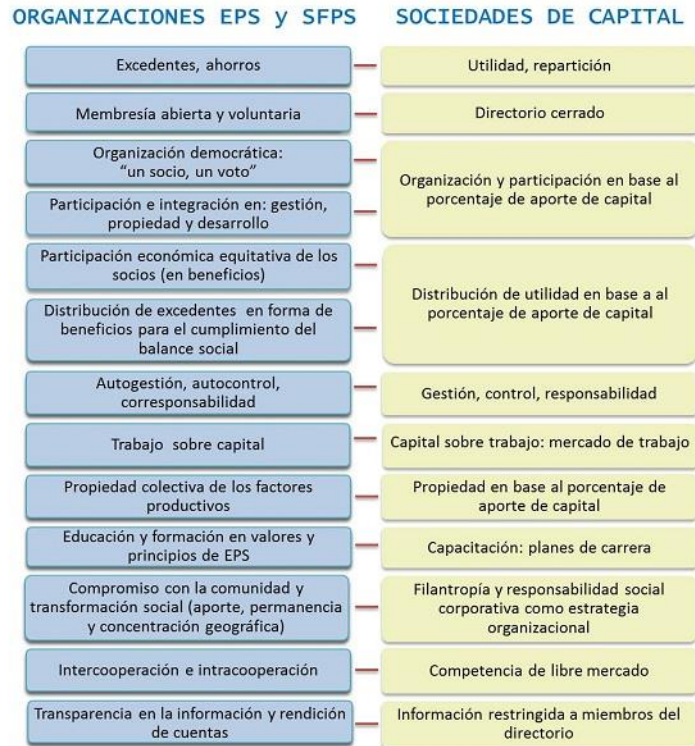 ORGANIZACIONES EPS y SFPS
SOCIEDADES DE CAPITAL
Excedentes, ahorros
Utilidad, repartición
Membresía abierta y voluntaria
Directorio cerrado
Organización democrática:
“un socio, un voto”
Participación e integración en: gestión,
propiedad y desarrollo
Organización y participación en base al
porcentaje de aporte de capital
Participación económica equitativa de los
socios (en beneficios)
Distribución de excedentes en forma de
beneficios para el cumplimiento del
balance social
Distribución de utilidad en base a al
porcentaje de aporte de capital
Autogestión, autocontrol,
corresponsabilidad
Gestión, control, responsabilidad
Trabajo sobre capital
Capital sobre trabajo: mercado de trabajo
Propiedad colectiva de los factores
productivos
Propiedad en base al porcentaje de
aporte de capital
Educación y formación en valores y
principios de EPS
Capacitación: planes de carrera
Compromiso con la comunidad y
transformación social (aporte, permanencia
y concentración geográfica)
Filantropía y responsabilidad social
corporativa como estrategia
organizacional
Intercooperación e intracooperación
Competencia de libre mercado
Transparencia en la información y rendición
de cuentas
Información restringida a miembros del
directorio